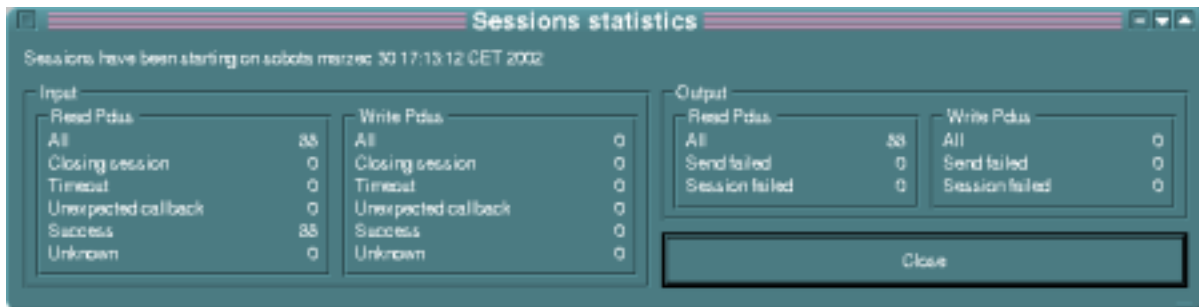 Sessions statistics
Sessions have been starting on sobota marzec 30 17:13:12 CET 2002
Input
Read Pdus
All
Closing session 0
Timeout 0
Unexpected callback 0
Success
Unknown 0
Write Pdus
All 0
Closing session 0
Timeout 0
Unexpected callback 0
Success 0
Unknown 0
Output
Read Pdus
All
Send failed 0
Session failed 0
Write Pdus
All 0
Send failed 0
Session failed 0
Close